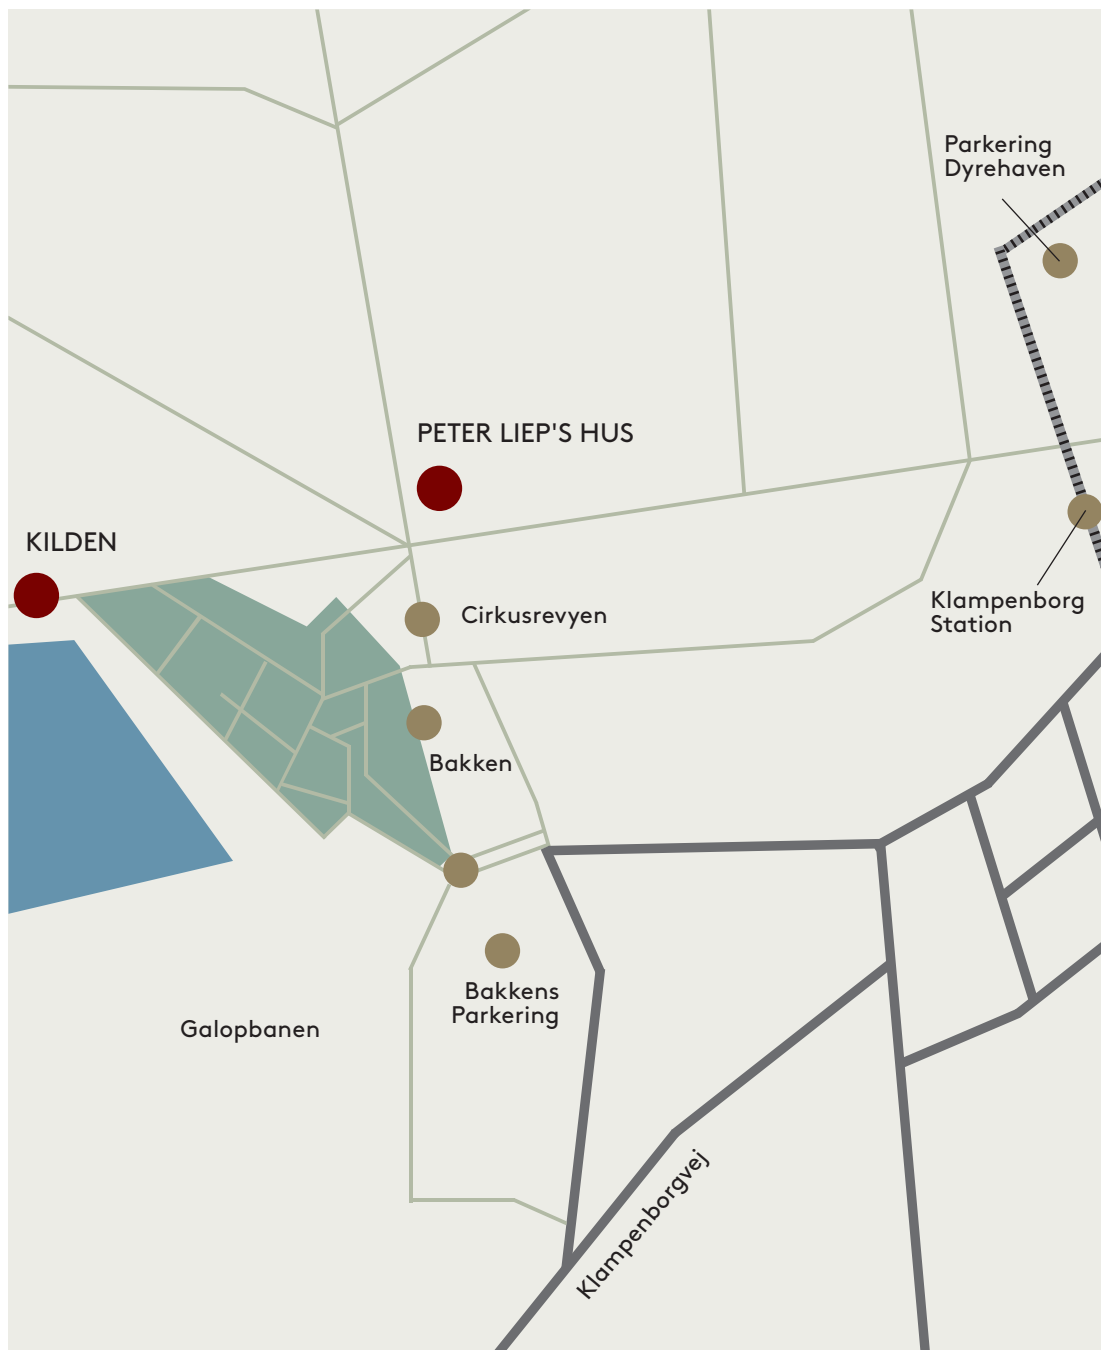 Parkering
Dyrehaven
PETER LIEP'S HUS
KILDEN
Klampenborg
Station
Cirkusrevyen
Bakken
Bakkens
Parkering
Galopbanen
Klampenborgvej